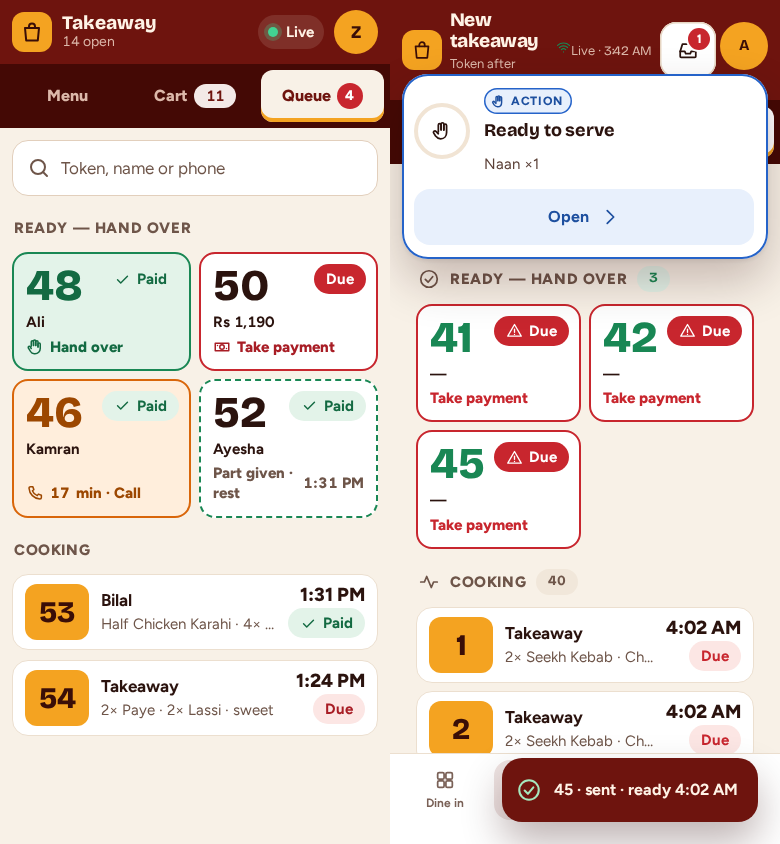 Takeaway
14 open
Live
Z
Menu
Cart 11
Queue 4
Token, name or phone
READY — HAND OVER
48
Paid
Ali
Hand over
50
Due
Rs 1,190
Take payment
46
Paid
Kamran
17 min · Call
52
Paid
Ayesha
Part given ·
rest
1:31 PM
COOKING
53
Bilal
1:31 PM
Half Chicken Karahi · 4× ...
Paid
54
Takeaway
1:24 PM
2× Paye · 2× Lassi · sweet
Due
New
takeaway
Token after
Live · 3:42 AM
1
A
ACTION
Ready to serve
Naan ×1
Open
READY — HAND OVER 3
41
Due
—
Take payment
42
Due
—
Take payment
45
Due
—
Take payment
COOKING 40
1
Takeaway
4:02 AM
2× Seekh Kebab · Ch...
Due
2
Takeaway
4:02 AM
2× Seekh Kebab · Ch...
Due
Dine in
45 · sent · ready 4:02 AM